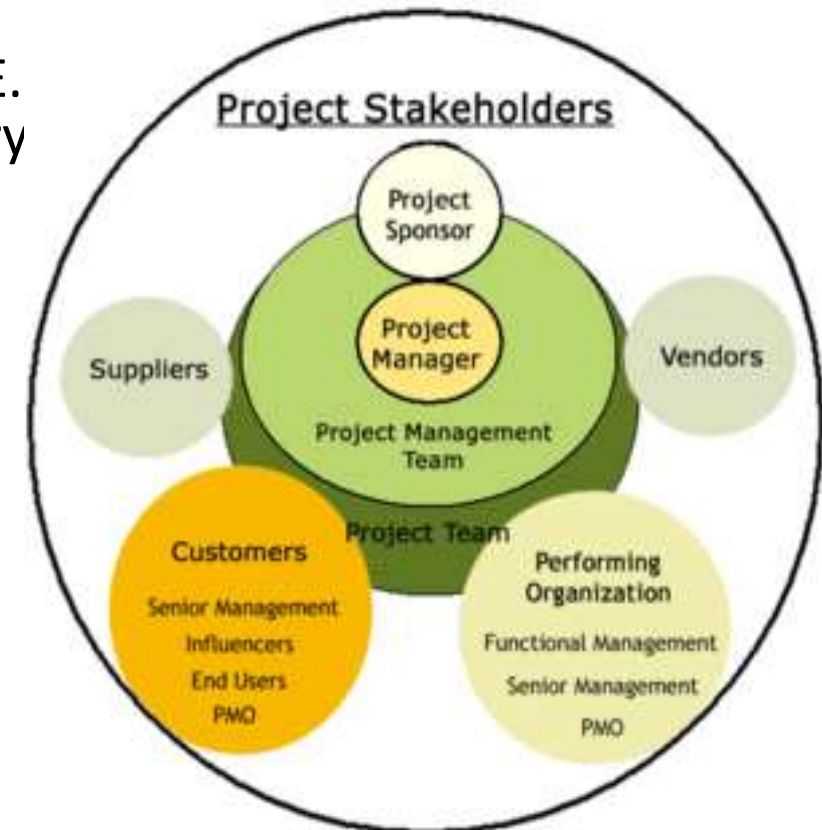 E.
y
Project Stakeholders
Project
Sponsor
Project
Manager
Suppliers
Vendors
Project Management
Team
Project Team
Customers
Senior Management
Influencers
End Users
PMO
Performing
Organization
Functional Management
Senior Management
PMO